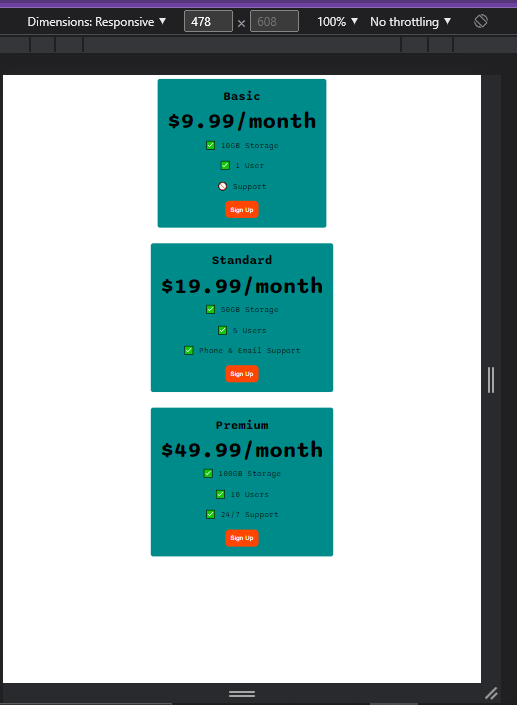 Dimensions: Responsive ▼ 478 × 608 100% ▼ No throttling ▼
Basic
$9.99/month
✅ 10GB Storage
✅ 1 User
🚫 Support
Sign Up
Standard
$19.99/month
✅ 50GB Storage
✅ 5 Users
✅ Phone & Email Support
Sign Up
Premium
$49.99/month
✅ 100GB Storage
✅ 10 Users
✅ 24/7 Support
Sign Up